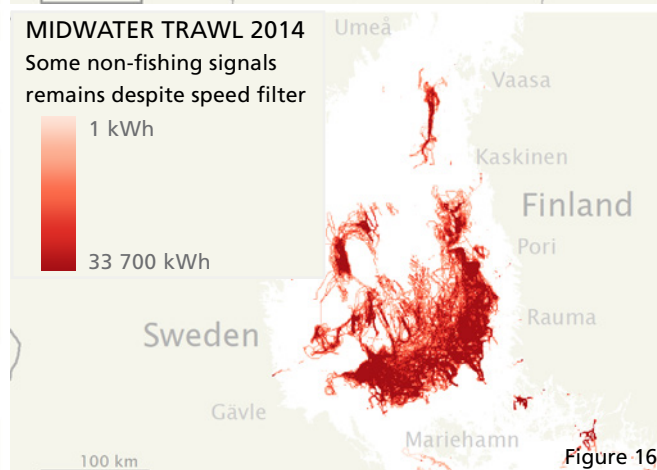 MIDWATER TRAWL 2014
Some non-fishing signals
remains despite speed filter
1 kWh
33 700 kWh
Umeå
Vaasa
Kaskinen
Finland
Pori
Rauma
Sweden
Gävle
Mariehamn
100 km
Figure 16